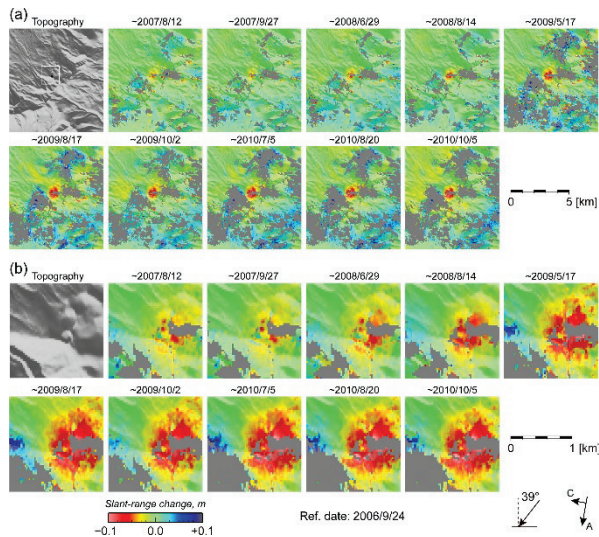 (a)
Topography ~2007/8/12 ~2007/9/27 ~2008/6/29 ~2008/8/14 ~2009/5/17
~2009/8/17 ~2009/10/2 ~2010/7/5 ~2010/8/20 ~2010/10/5
0 5 [km]
(b)
Topography ~2007/8/12 ~2007/9/27 ~2008/6/29 ~2008/8/14 ~2009/5/17
~2009/8/17 ~2009/10/2 ~2010/7/5 ~2010/8/20 ~2010/10/5
0 1 [km]
Slant-range change, m
−0.1 0.0 +0.1
Ref. date: 2006/9/24
39°
C
A